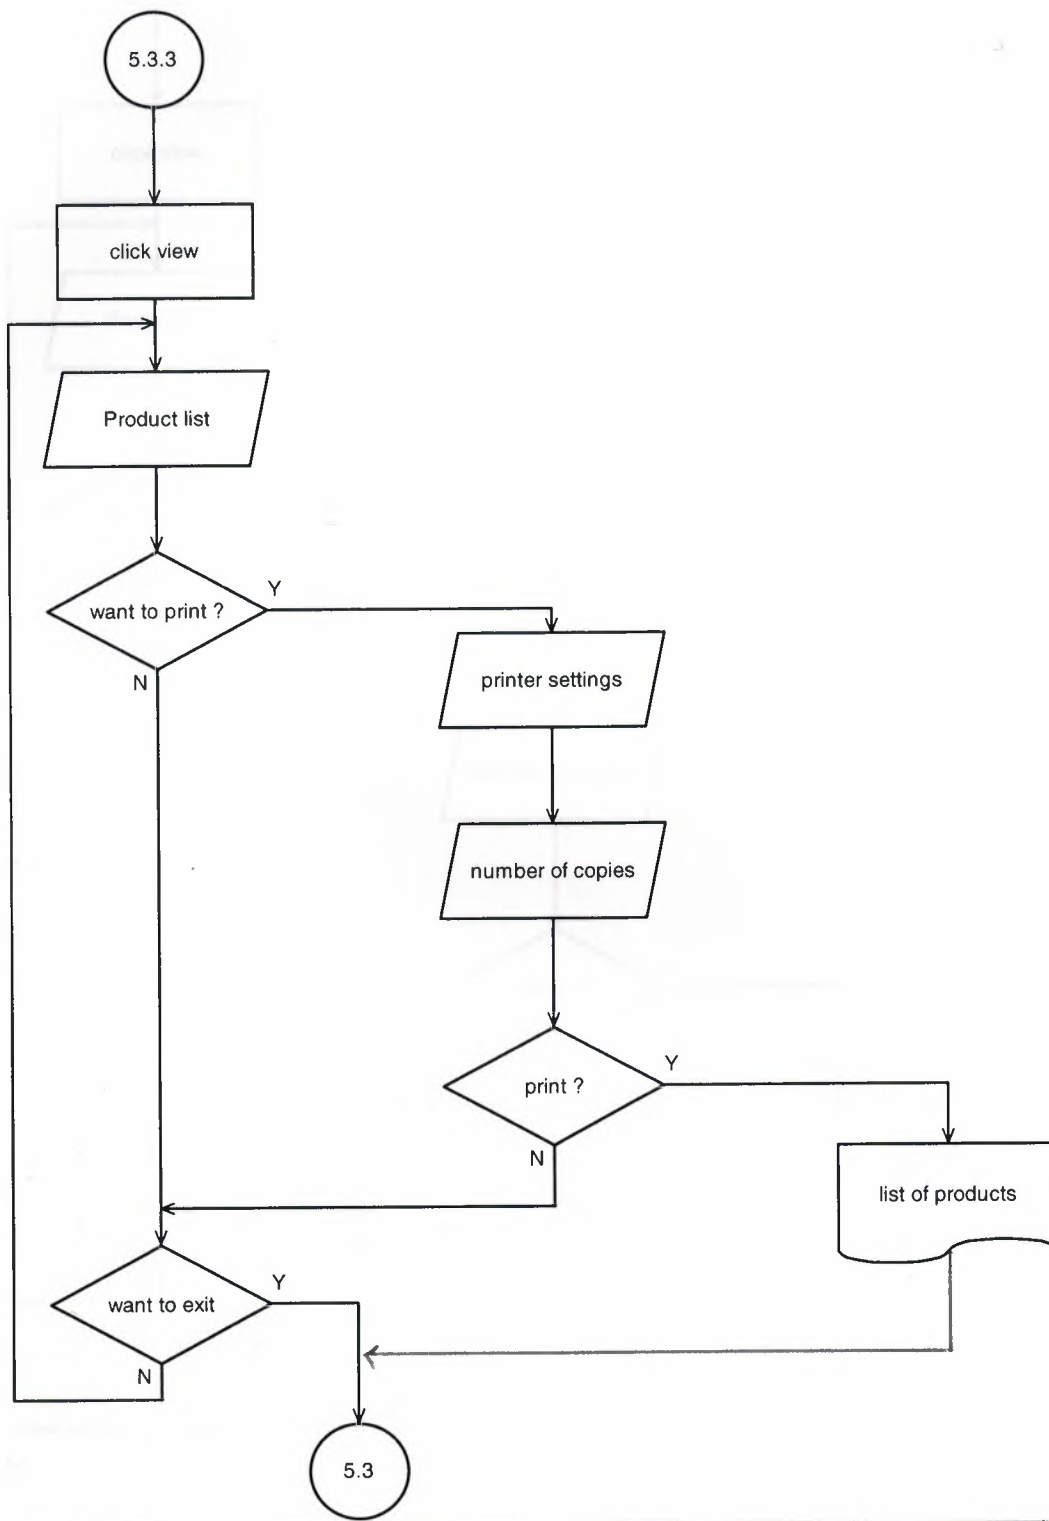 5.3.3
click view
Product list
want to print ?
Y
N
printer settings
number of copies
print ?
Y
N
list of products
want to exit
Y
N
5.3